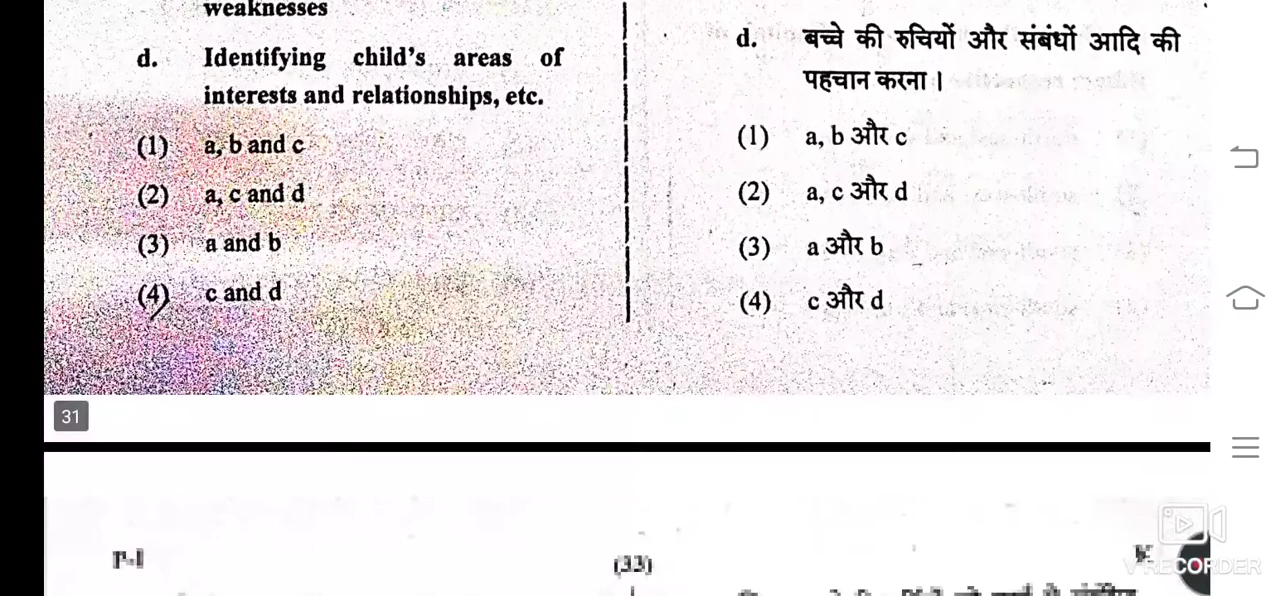 weaknesses
d. Identifying child's areas of
interests and relationships, etc.
(1) a, b and c
(2) a, c and d
(3) a and b
(4) c and d
d. बच्चे की रुचियों और संबंधों आदि की
पहचान करना।
(1) a, b और c
(2) a, c और d
(3) a और b
(4) c और d
31
P-I
(33)
K
V RECORDER